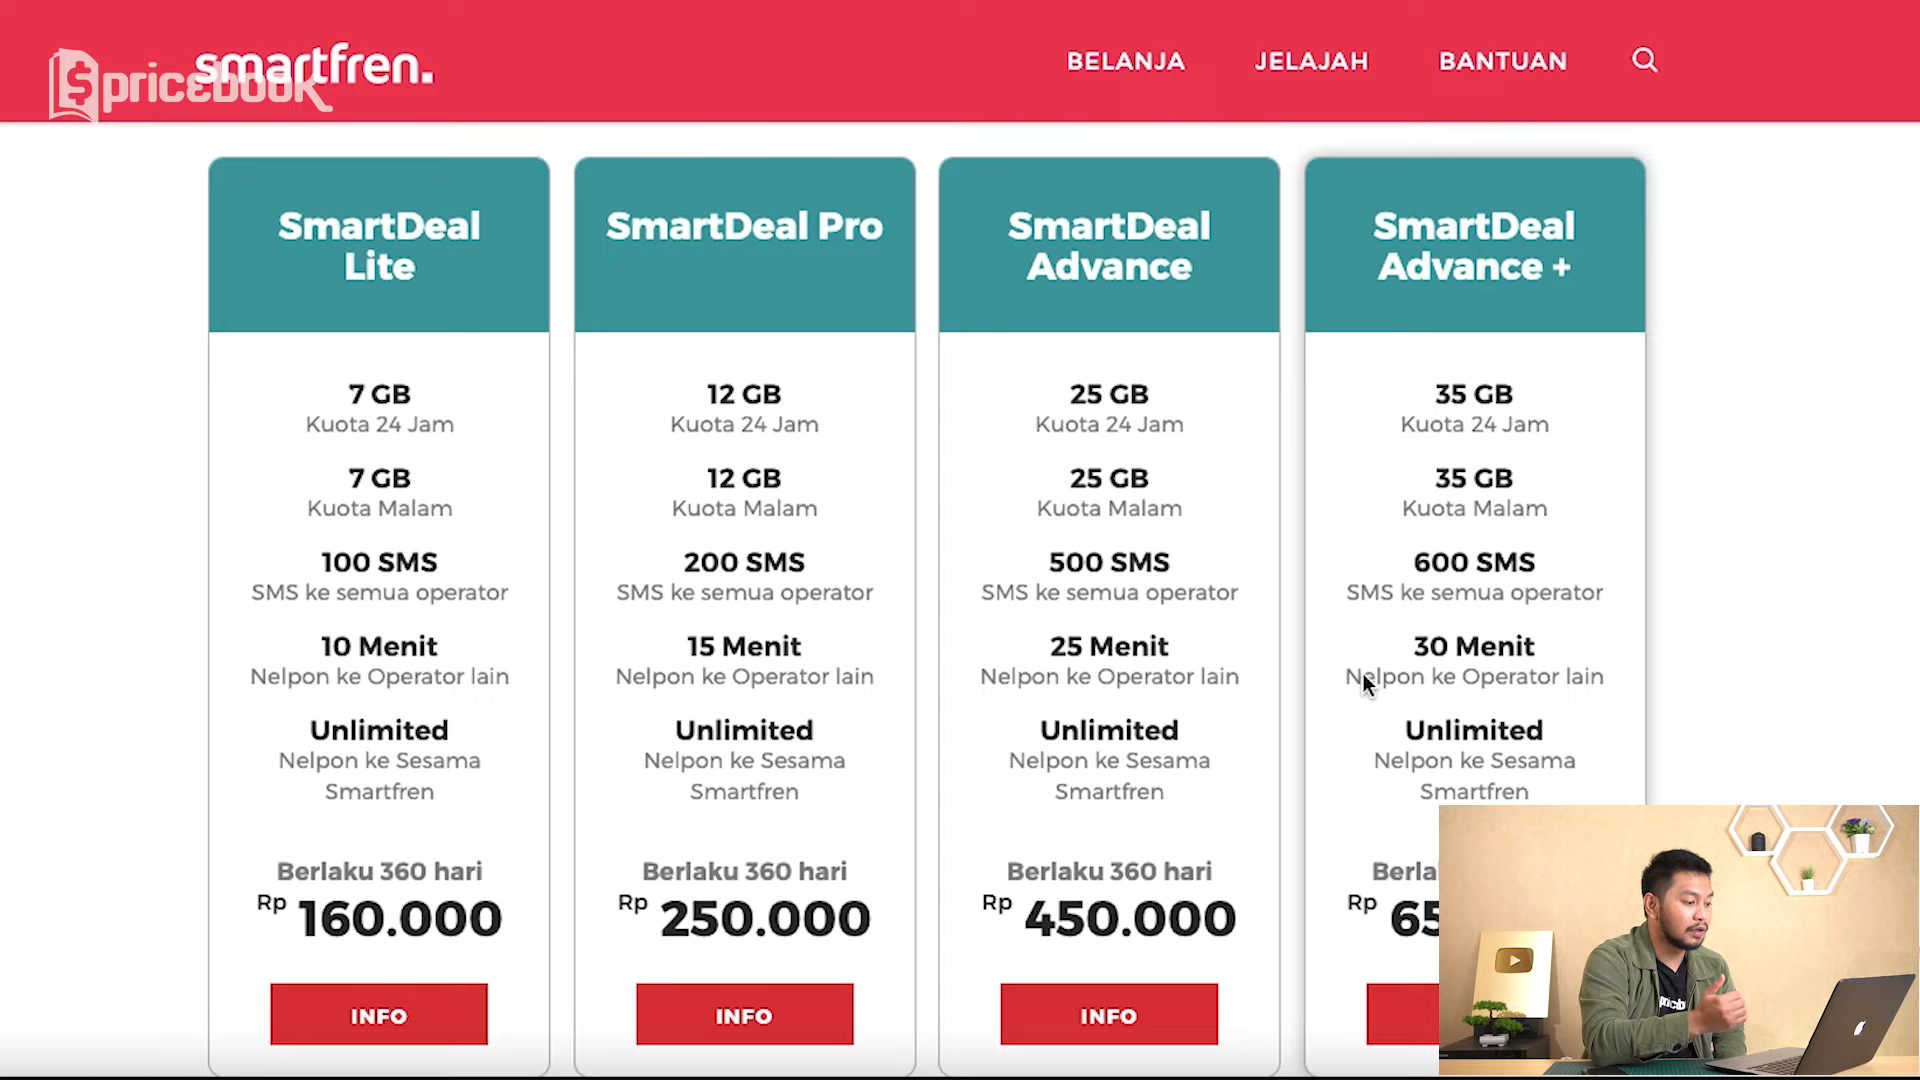 smartfren.
pricebook
BELANJA
JELAJAH
BANTUAN
SmartDeal
Lite
7 GB
Kuota 24 Jam
7 GB
Kuota Malam
100 SMS
SMS ke semua operator
10 Menit
Nelpon ke Operator lain
Unlimited
Nelpon ke Sesama
Smartfren
Berlaku 360 hari
Rp 160.000
INFO
SmartDeal Pro
12 GB
Kuota 24 Jam
12 GB
Kuota Malam
200 SMS
SMS ke semua operator
15 Menit
Nelpon ke Operator lain
Unlimited
Nelpon ke Sesama
Smartfren
Berlaku 360 hari
Rp 250.000
INFO
SmartDeal
Advance
25 GB
Kuota 24 Jam
25 GB
Kuota Malam
500 SMS
SMS ke semua operator
25 Menit
Nelpon ke Operator lain
Unlimited
Nelpon ke Sesama
Smartfren
Berlaku 360 hari
Rp 450.000
INFO
SmartDeal
Advance +
35 GB
Kuota 24 Jam
35 GB
Kuota Malam
600 SMS
SMS ke semua operator
30 Menit
Nelpon ke Operator lain
Unlimited
Nelpon ke Sesama
Smartfren
Rp